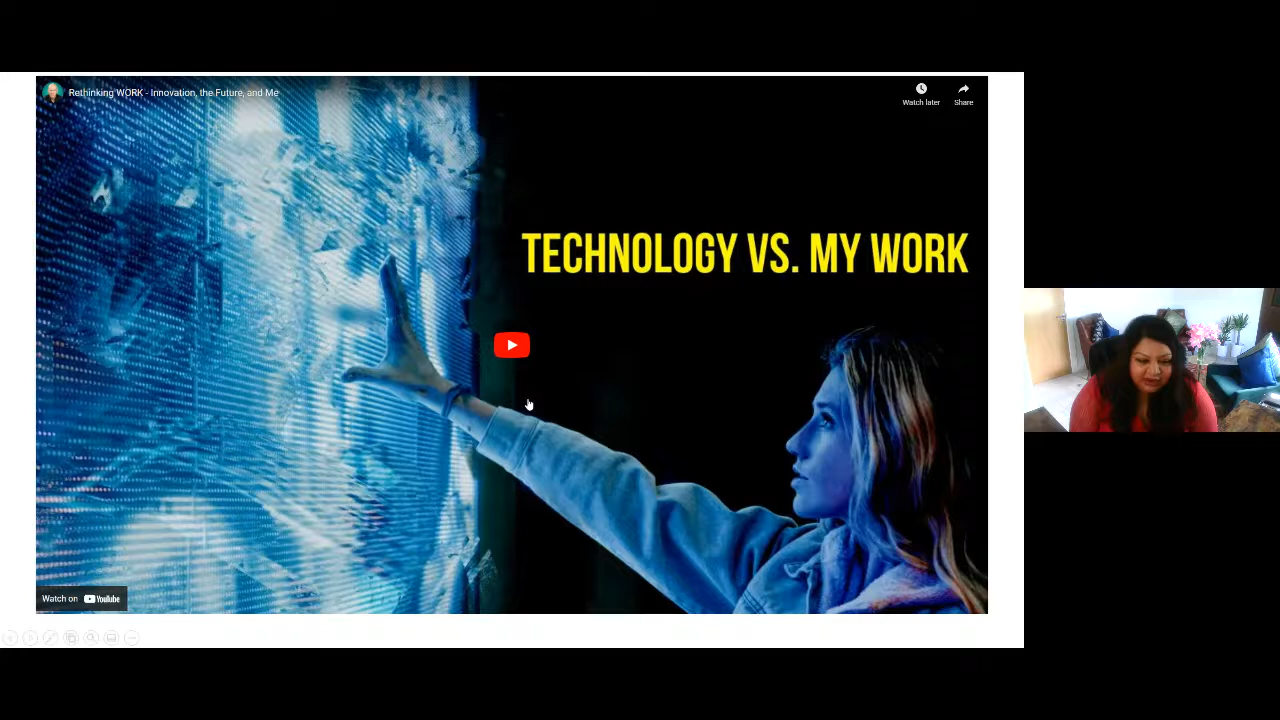 Rethinking WORK - Innovation, the Future, and Me
Watch later
Share
TECHNOLOGY VS. MY WORK
Watch on YouTube